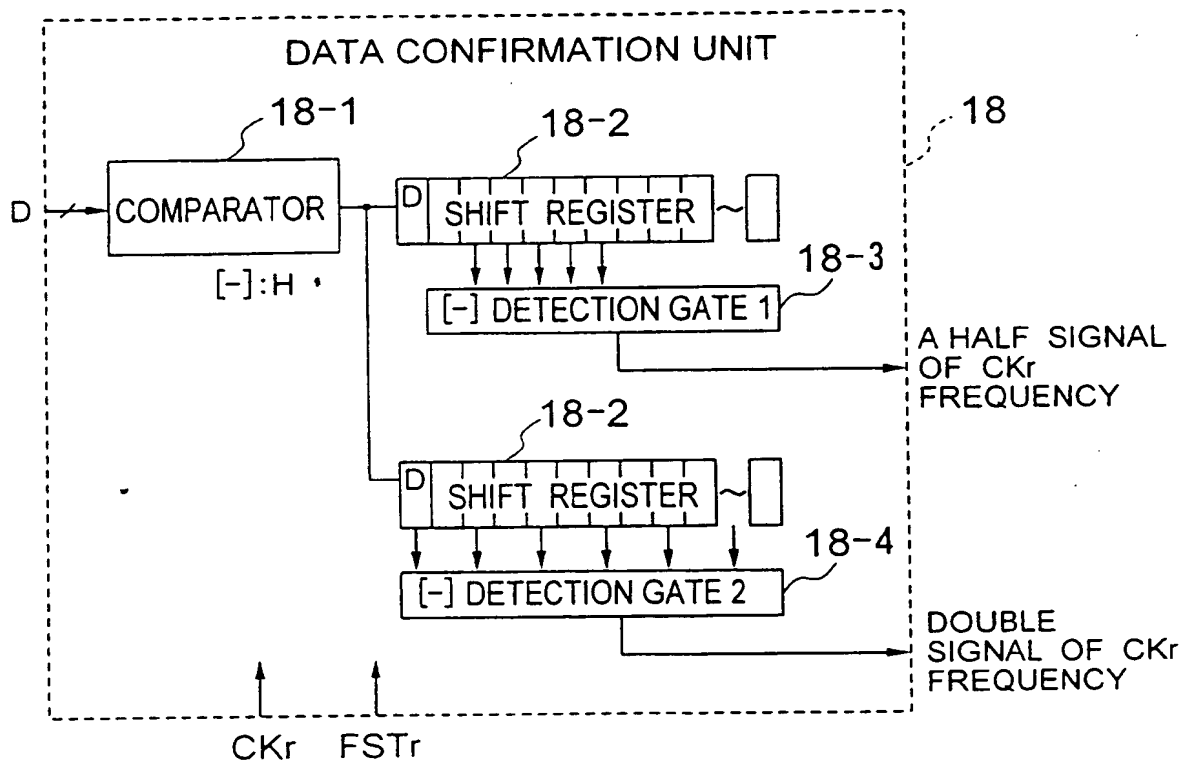 DATA CONFIRMATION UNIT
18-1
18-2
18
D
COMPARATOR
D
SHIFT REGISTER
[-]:H
18-3
[-] DETECTION GATE 1
A HALF SIGNAL
OF CKr
FREQUENCY
18-2
D
SHIFT REGISTER
18-4
[-] DETECTION GATE 2
DOUBLE
SIGNAL OF CKr
FREQUENCY
CKr
FSTr